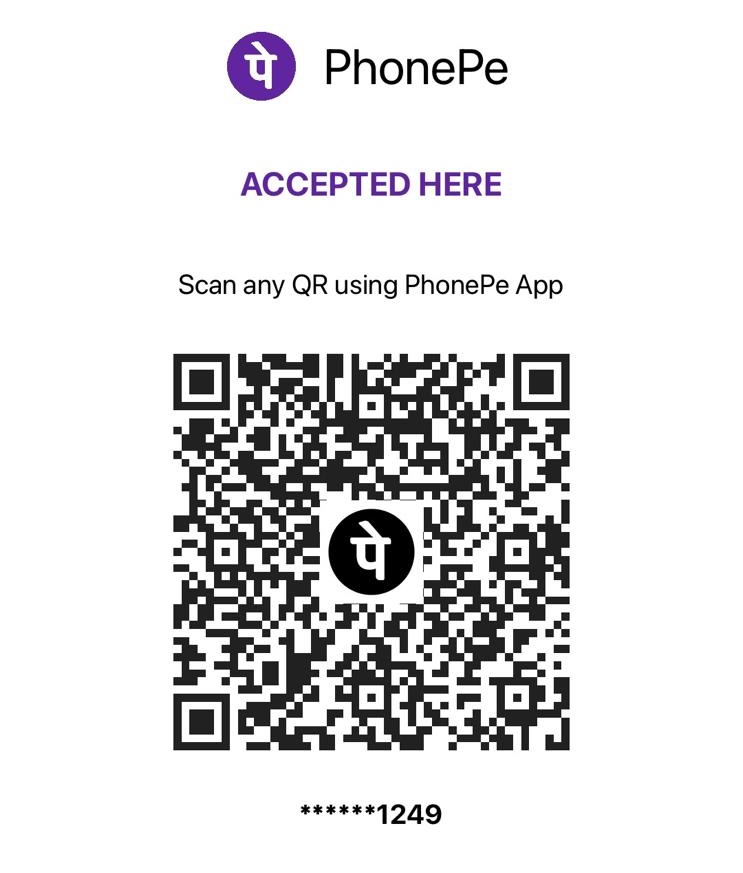 पे PhonePe
ACCEPTED HERE
Scan any QR using PhonePe App
पे
******1249